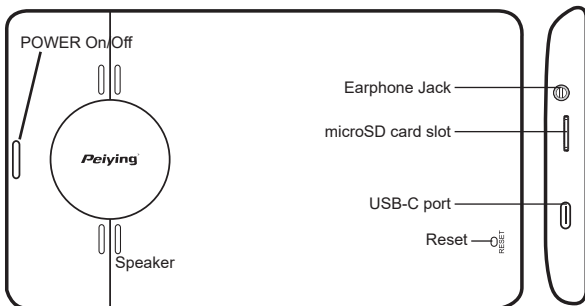 POWER On/Off
Earphone Jack
microSD card slot
Peiying
USB-C port
Reset
RESET
Speaker